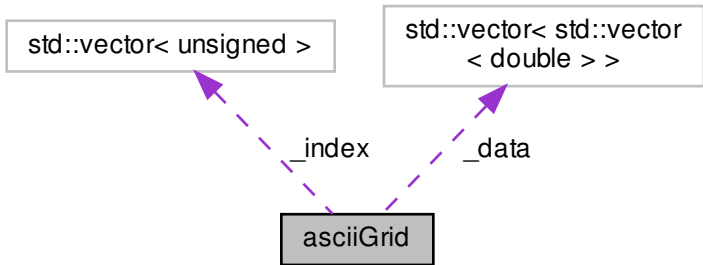 std::vector< unsigned >
std::vector< std::vector
< double > >
_index
_data
asciiGrid